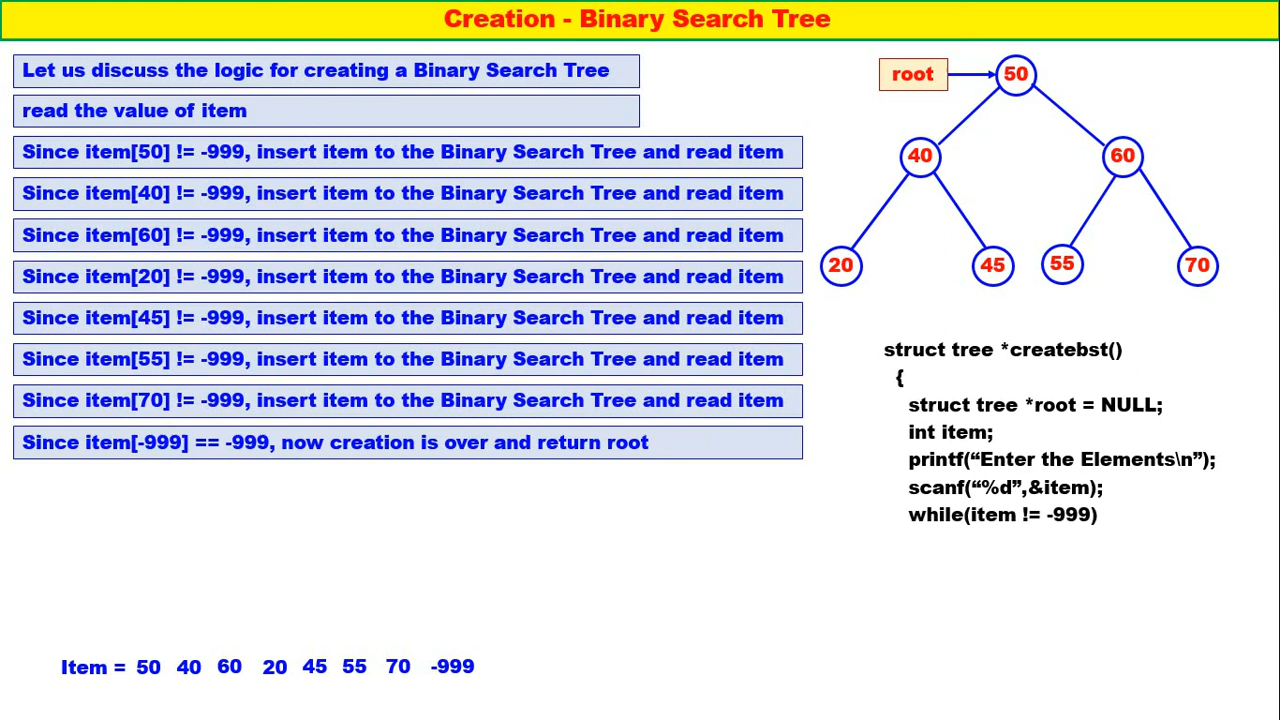 Creation - Binary Search Tree
Let us discuss the logic for creating a Binary Search Tree
read the value of item
Since item[50] != -999, insert item to the Binary Search Tree and read item
Since item[40] != -999, insert item to the Binary Search Tree and read item
Since item[60] != -999, insert item to the Binary Search Tree and read item
Since item[20] != -999, insert item to the Binary Search Tree and read item
Since item[45] != -999, insert item to the Binary Search Tree and read item
Since item[55] != -999, insert item to the Binary Search Tree and read item
Since item[70] != -999, insert item to the Binary Search Tree and read item
Since item[-999] == -999, now creation is over and return root
root 50
40 60
20 45 55 70
struct tree *createbst()
{
struct tree *root = NULL;
int item;
printf(“Enter the Elements\n”);
scanf(“%d”,&item);
while(item != -999)
Item = 50 40 60 20 45 55 70 -999